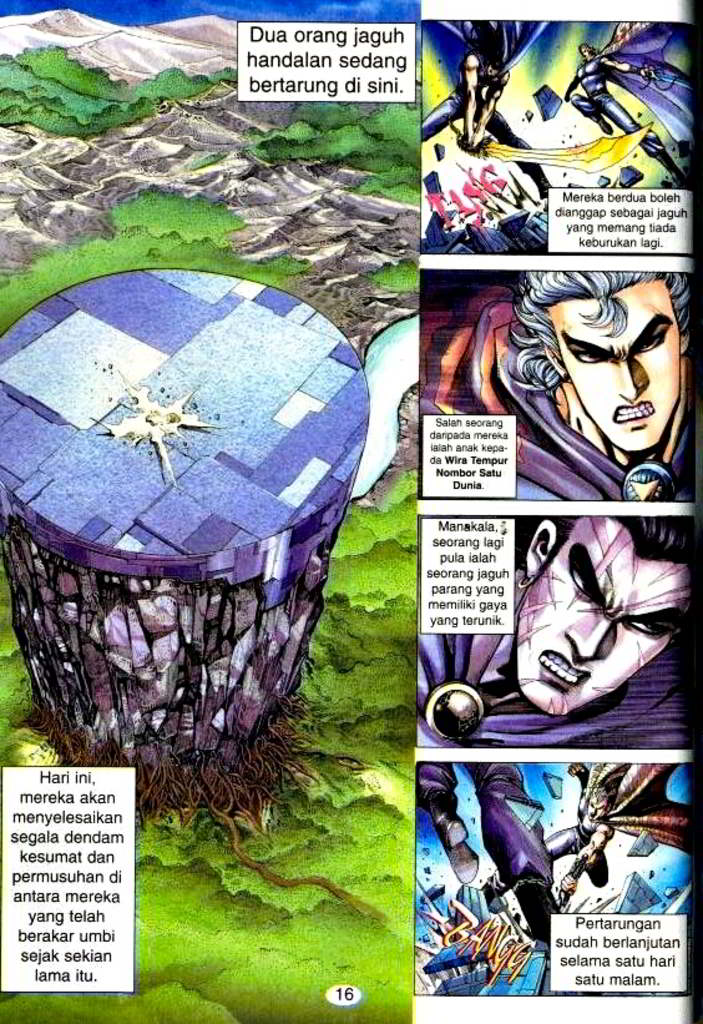 Dua orang jaguh
handalan sedang
bertarung di sini.
Hari ini,
mereka akan
menyelesaikan
segala dendam
kesumat dan
permusuhan di
antara mereka
yang telah
berakar umbi
sejak sekian
lama itu.
Mereka berdua boleh
dianggap sebagai jaguh
yang memang tiada
keburukan lagi.
Salah seorang
daripada mereka
ialah anak kepa-
da Wira Tempur
Nombor Satu
Dunia.
Manakala,
seorang lagi
pula ialah
seorang jaguh
parang yang
memiliki gaya
yang terunik.
BANGG
Pertarungan
sudah berlanjutan
selama satu hari
satu malam.
16